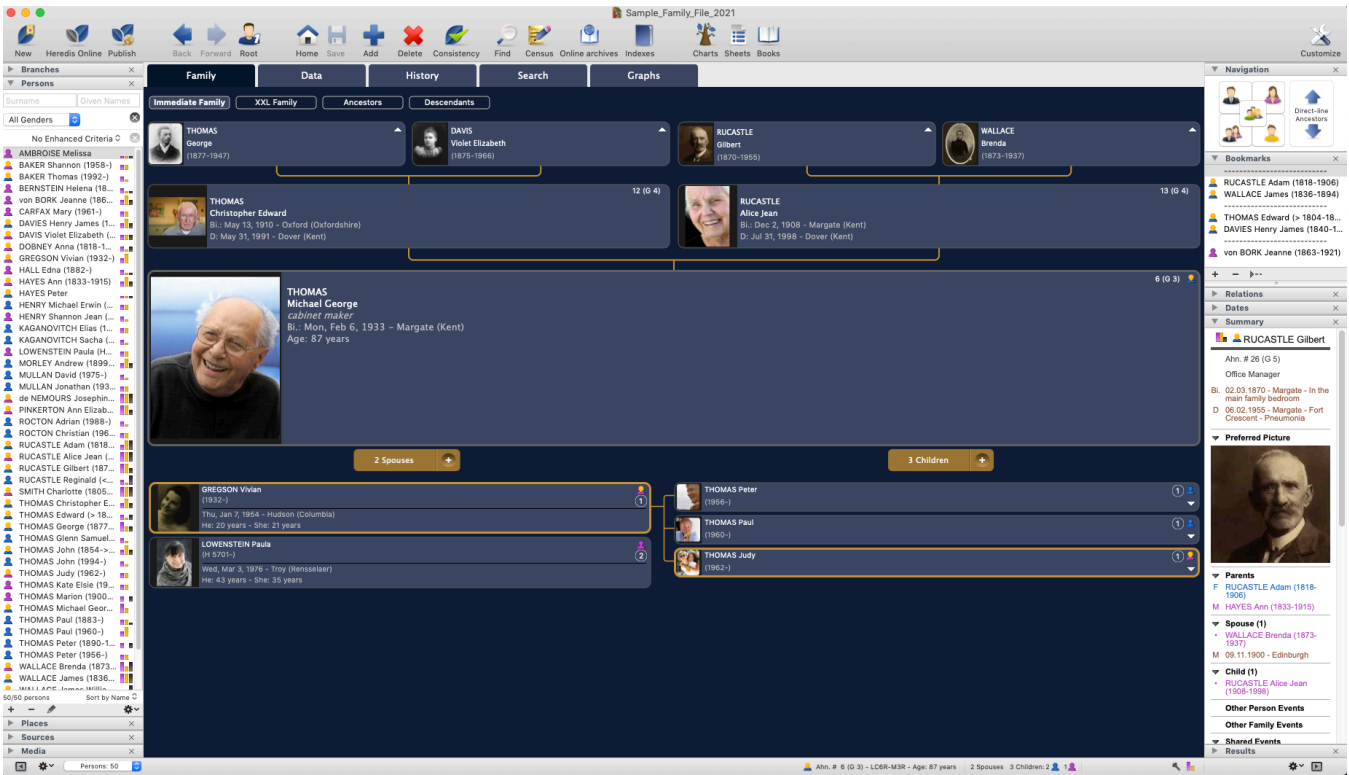 Sample_Family_File_2021
New Heredis Online Publish Back Forward Root Home Save Add Delete Consistency Find Census Online archives Indexes Charts Sheets Books Customize
Branches
Persons
Surname Given Names
All Genders
No Enhanced Criteria
AMBROISE Melissa
BAKER Shannon (1958-)
BAKER Thomas (1992-)
BERNSTEIN Helena (18...
von BORK Jeanne (186...
CARFAX Mary (1961-)
DAVIES Henry James (1...
DAVIS Violet Elizabeth (...
DOBNEY Anna (1818-1...
GREGSON Vivian (1932-)
HALL Edna (1882-)
HAYES Ann (1833-1915)
HAYES Peter
HENRY Michael Erwin (...
HENRY Shannon Jean (...
KAGANOVITCH Elias (1...
KAGANOVITCH Sacha (...
LOWENSTEIN Paula (H...
MORLEY Andrew (1899...
MULLAN David (1975-)
MULLAN Jonathan (193...
de NEMOURS Josephin...
PINKERTON Ann Elizab...
ROCTON Adrian (1988-)
ROCTON Christian (196...
RUCASTLE Adam (1818...
RUCASTLE Alice Jean (...
RUCASTLE Gilbert (187...
RUCASTLE Reginald (<...
SMITH Charlotte (1805...
THOMAS Christopher E...
THOMAS Edward (> 18...
THOMAS George (1877...
THOMAS Glenn Samuel...
THOMAS John (1854->...
THOMAS John (1994-)
THOMAS Judy (1962-)
THOMAS Kate Elsie (19...
THOMAS Marion (1900...
THOMAS Michael Geor...
THOMAS Paul (1883-)
THOMAS Paul (1960-)
THOMAS Peter (1890-1...
THOMAS Peter (1956-)
WALLACE Brenda (1873...
WALLACE James (1836...
WALLACE James Willie
50/50 persons Sort by Name
Places
Sources
Media
Persons: 50
Family Data History Search Graphs
Immediate Family XXL Family Ancestors Descendants
THOMAS
George
(1877-1947)
DAVIS
Violet Elizabeth
(1875-1966)
RUCASTLE
Gilbert
(1870-1955)
WALLACE
Brenda
(1873-1937)
12 (G 4)
THOMAS
Christopher Edward
Bi.: May 13, 1910 - Oxford (Oxfordshire)
D: May 31, 1991 - Dover (Kent)
13 (G 4)
RUCASTLE
Alice Jean
Bi.: Dec 2, 1908 - Margate (Kent)
D: Jul 31, 1998 - Dover (Kent)
6 (G 3)
THOMAS
Michael George
cabinet maker
Bi.: Mon, Feb 6, 1933 - Margate (Kent)
Age: 87 years
2 Spouses +
3 Children +
GREGSON Vivian
(1932-)
1
Thu, Jan 7, 1954 - Hudson (Columbia)
He: 20 years - She: 21 years
LOWENSTEIN Paula
(H 5701-)
2
Wed, Mar 3, 1976 - Troy (Rensselaer)
He: 43 years - She: 35 years
THOMAS Peter
1
(1956-)
THOMAS Paul
1
(1960-)
THOMAS Judy
1
(1962-)
Ahn. # 6 (G 3) - LC6R-M3R - Age: 87 years 2 Spouses 3 Children: 2 1
Navigation
Direct-line
Ancestors
Bookmarks
---------------------------
RUCASTLE Adam (1818-1906)
WALLACE James (1836-1894)
---------------------------
THOMAS Edward (> 1804-18...
DAVIES Henry James (1840-1...
---------------------------
von BORK Jeanne (1863-1921)
Relations
Dates
Summary
RUCASTLE Gilbert
Ahn. # 26 (G 5)
Office Manager
Bi. 02.03.1870 - Margate - In the
main family bedroom
D 06.02.1955 - Margate - Fort
Crescent - Pneumonia
Preferred Picture
Parents
F RUCASTLE Adam (1818-
1906)
M HAYES Ann (1833-1915)
Spouse (1)
WALLACE Brenda (1873-
1937)
M 09.11.1900 - Edinburgh
Child (1)
RUCASTLE Alice Jean
(1908-1998)
Other Person Events
Other Family Events
Shared Events
Results